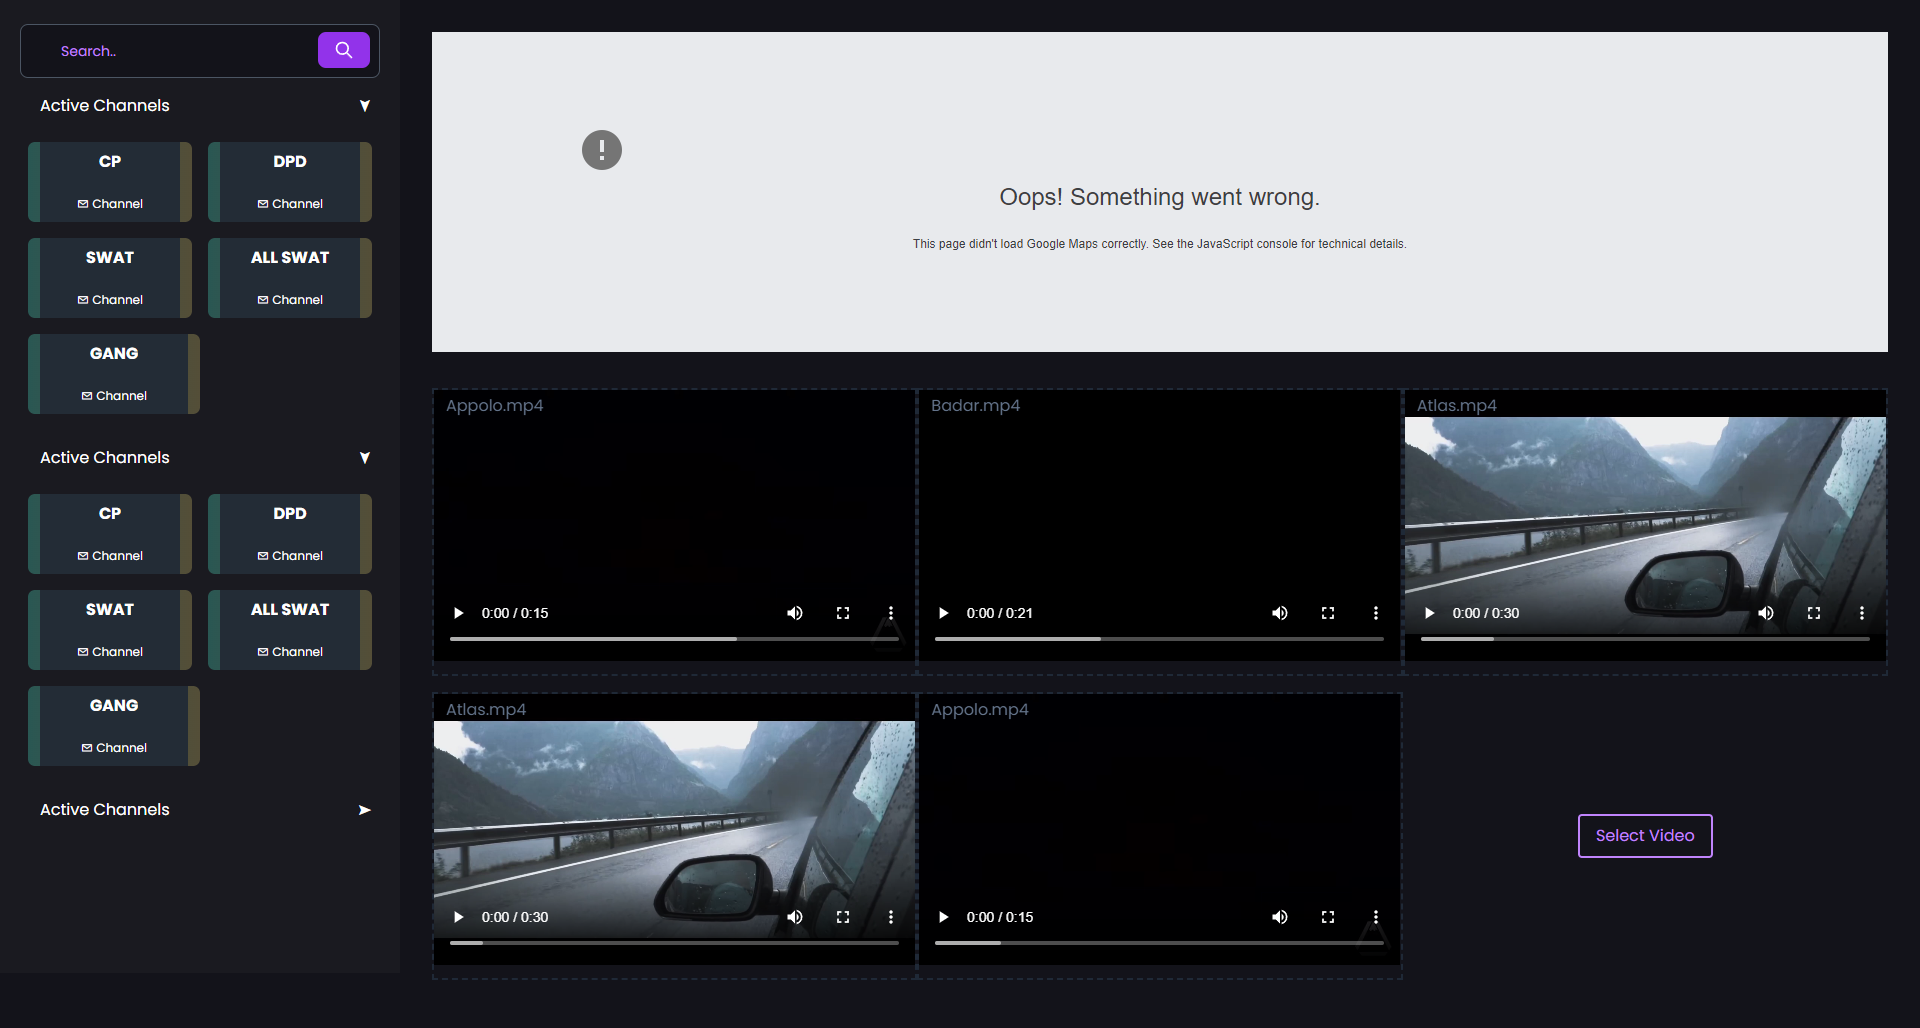 Search..
Active Channels
CP
Channel
DPD
Channel
SWAT
Channel
ALL SWAT
Channel
GANG
Channel
Active Channels
CP
Channel
DPD
Channel
SWAT
Channel
ALL SWAT
Channel
GANG
Channel
Active Channels
Oops! Something went wrong.
This page didn't load Google Maps correctly. See the JavaScript console for technical details.
Appolo.mp4
0:00 / 0:15
Badar.mp4
0:00 / 0:21
Atlas.mp4
0:00 / 0:30
Atlas.mp4
0:00 / 0:30
Appolo.mp4
0:00 / 0:15
Select Video